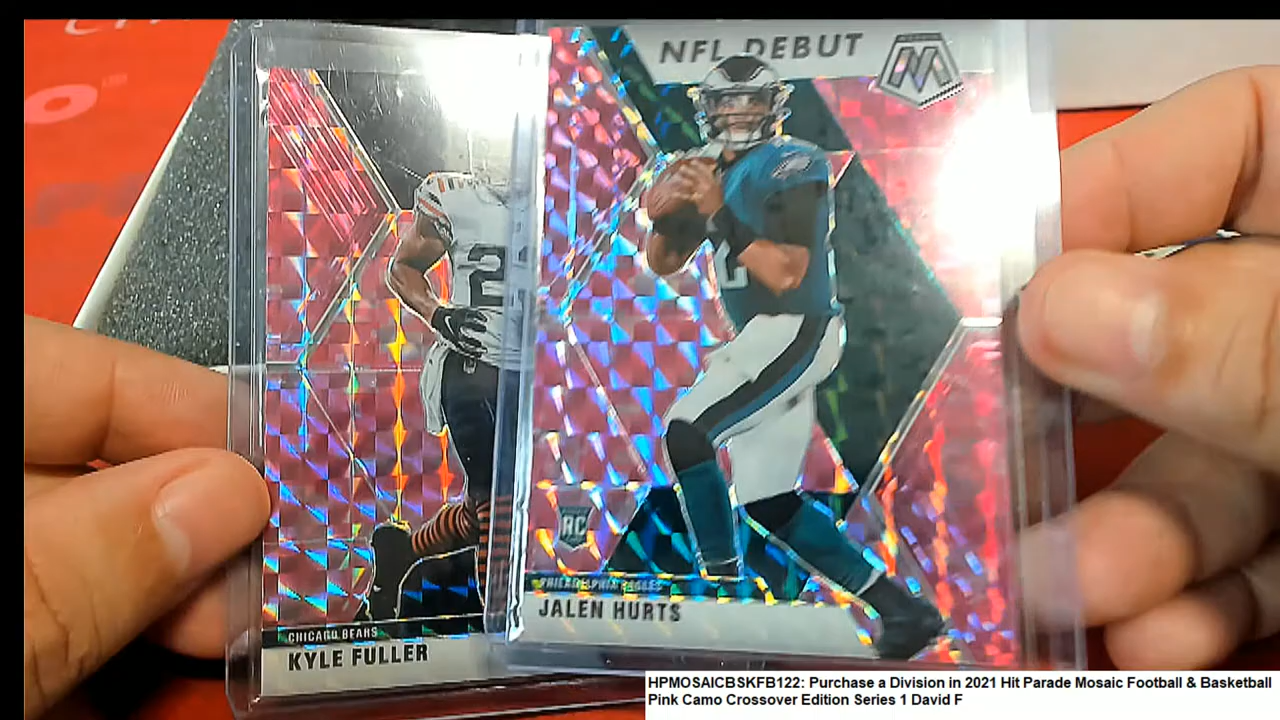 NFL DEBUT
M
2
RC
PHILADELPHIA EAGLES
JALEN HURTS
CHICAGO BEARS
KYLE FULLER
HPMOSAICBSKFB122: Purchase a Division in 2021 Hit Parade Mosaic Football & Basketball
Pink Camo Crossover Edition Series 1 David F